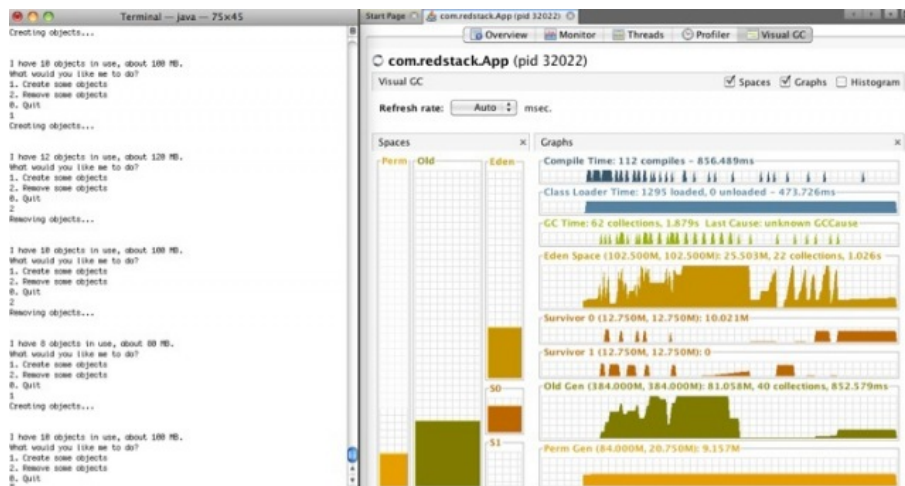 Terminal — java — 75×45
Creating objects...
I have 10 objects in use, about 100 MB.
What would you like me to do?
1. Create some objects
2. Remove some objects
0. Quit
1
Creating objects...
I have 12 objects in use, about 120 MB.
What would you like me to do?
1. Create some objects
2. Remove some objects
0. Quit
2
Removing objects...
I have 10 objects in use, about 100 MB.
What would you like me to do?
1. Create some objects
2. Remove some objects
0. Quit
2
Removing objects...
I have 8 objects in use, about 80 MB.
What would you like me to do?
1. Create some objects
2. Remove some objects
0. Quit
1
Creating objects...
I have 10 objects in use, about 100 MB.
What would you like me to do?
1. Create some objects
2. Remove some objects
0. Quit
Start Page com.redstack.App (pid 32022)
Overview Monitor Threads Profiler Visual GC
com.redstack.App (pid 32022)
Visual GC Spaces Graphs Histogram
Refresh rate: Auto msec.
Spaces Graphs
Perm Old Eden
S0
S1
Compile Time: 112 compiles - 856.489ms
Class Loader Time: 1295 loaded, 0 unloaded - 473.726ms
GC Time: 62 collections, 1.879s Last Cause: unknown GCCause
Eden Space (102.500M, 102.500M): 25.503M, 22 collections, 1.026s
Survivor 0 (12.750M, 12.750M): 10.021M
Survivor 1 (12.750M, 12.750M): 0
Old Gen (384.000M, 384.000M): 81.058M, 40 collections, 852.579ms
Perm Gen (84.000M, 20.750M): 9.157M